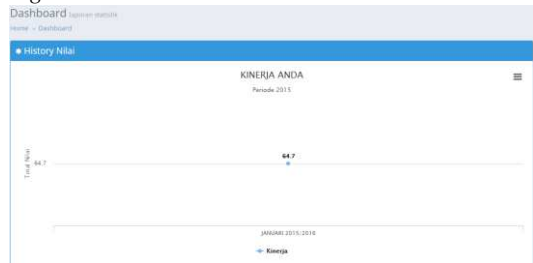 Dashboard laporan statistik
Home » Dashboard
History Nilai
KINERJA ANDA
Periode 2015
Total Nilai
64.7
64.7
JANUARI 2015/2016
Kinerja